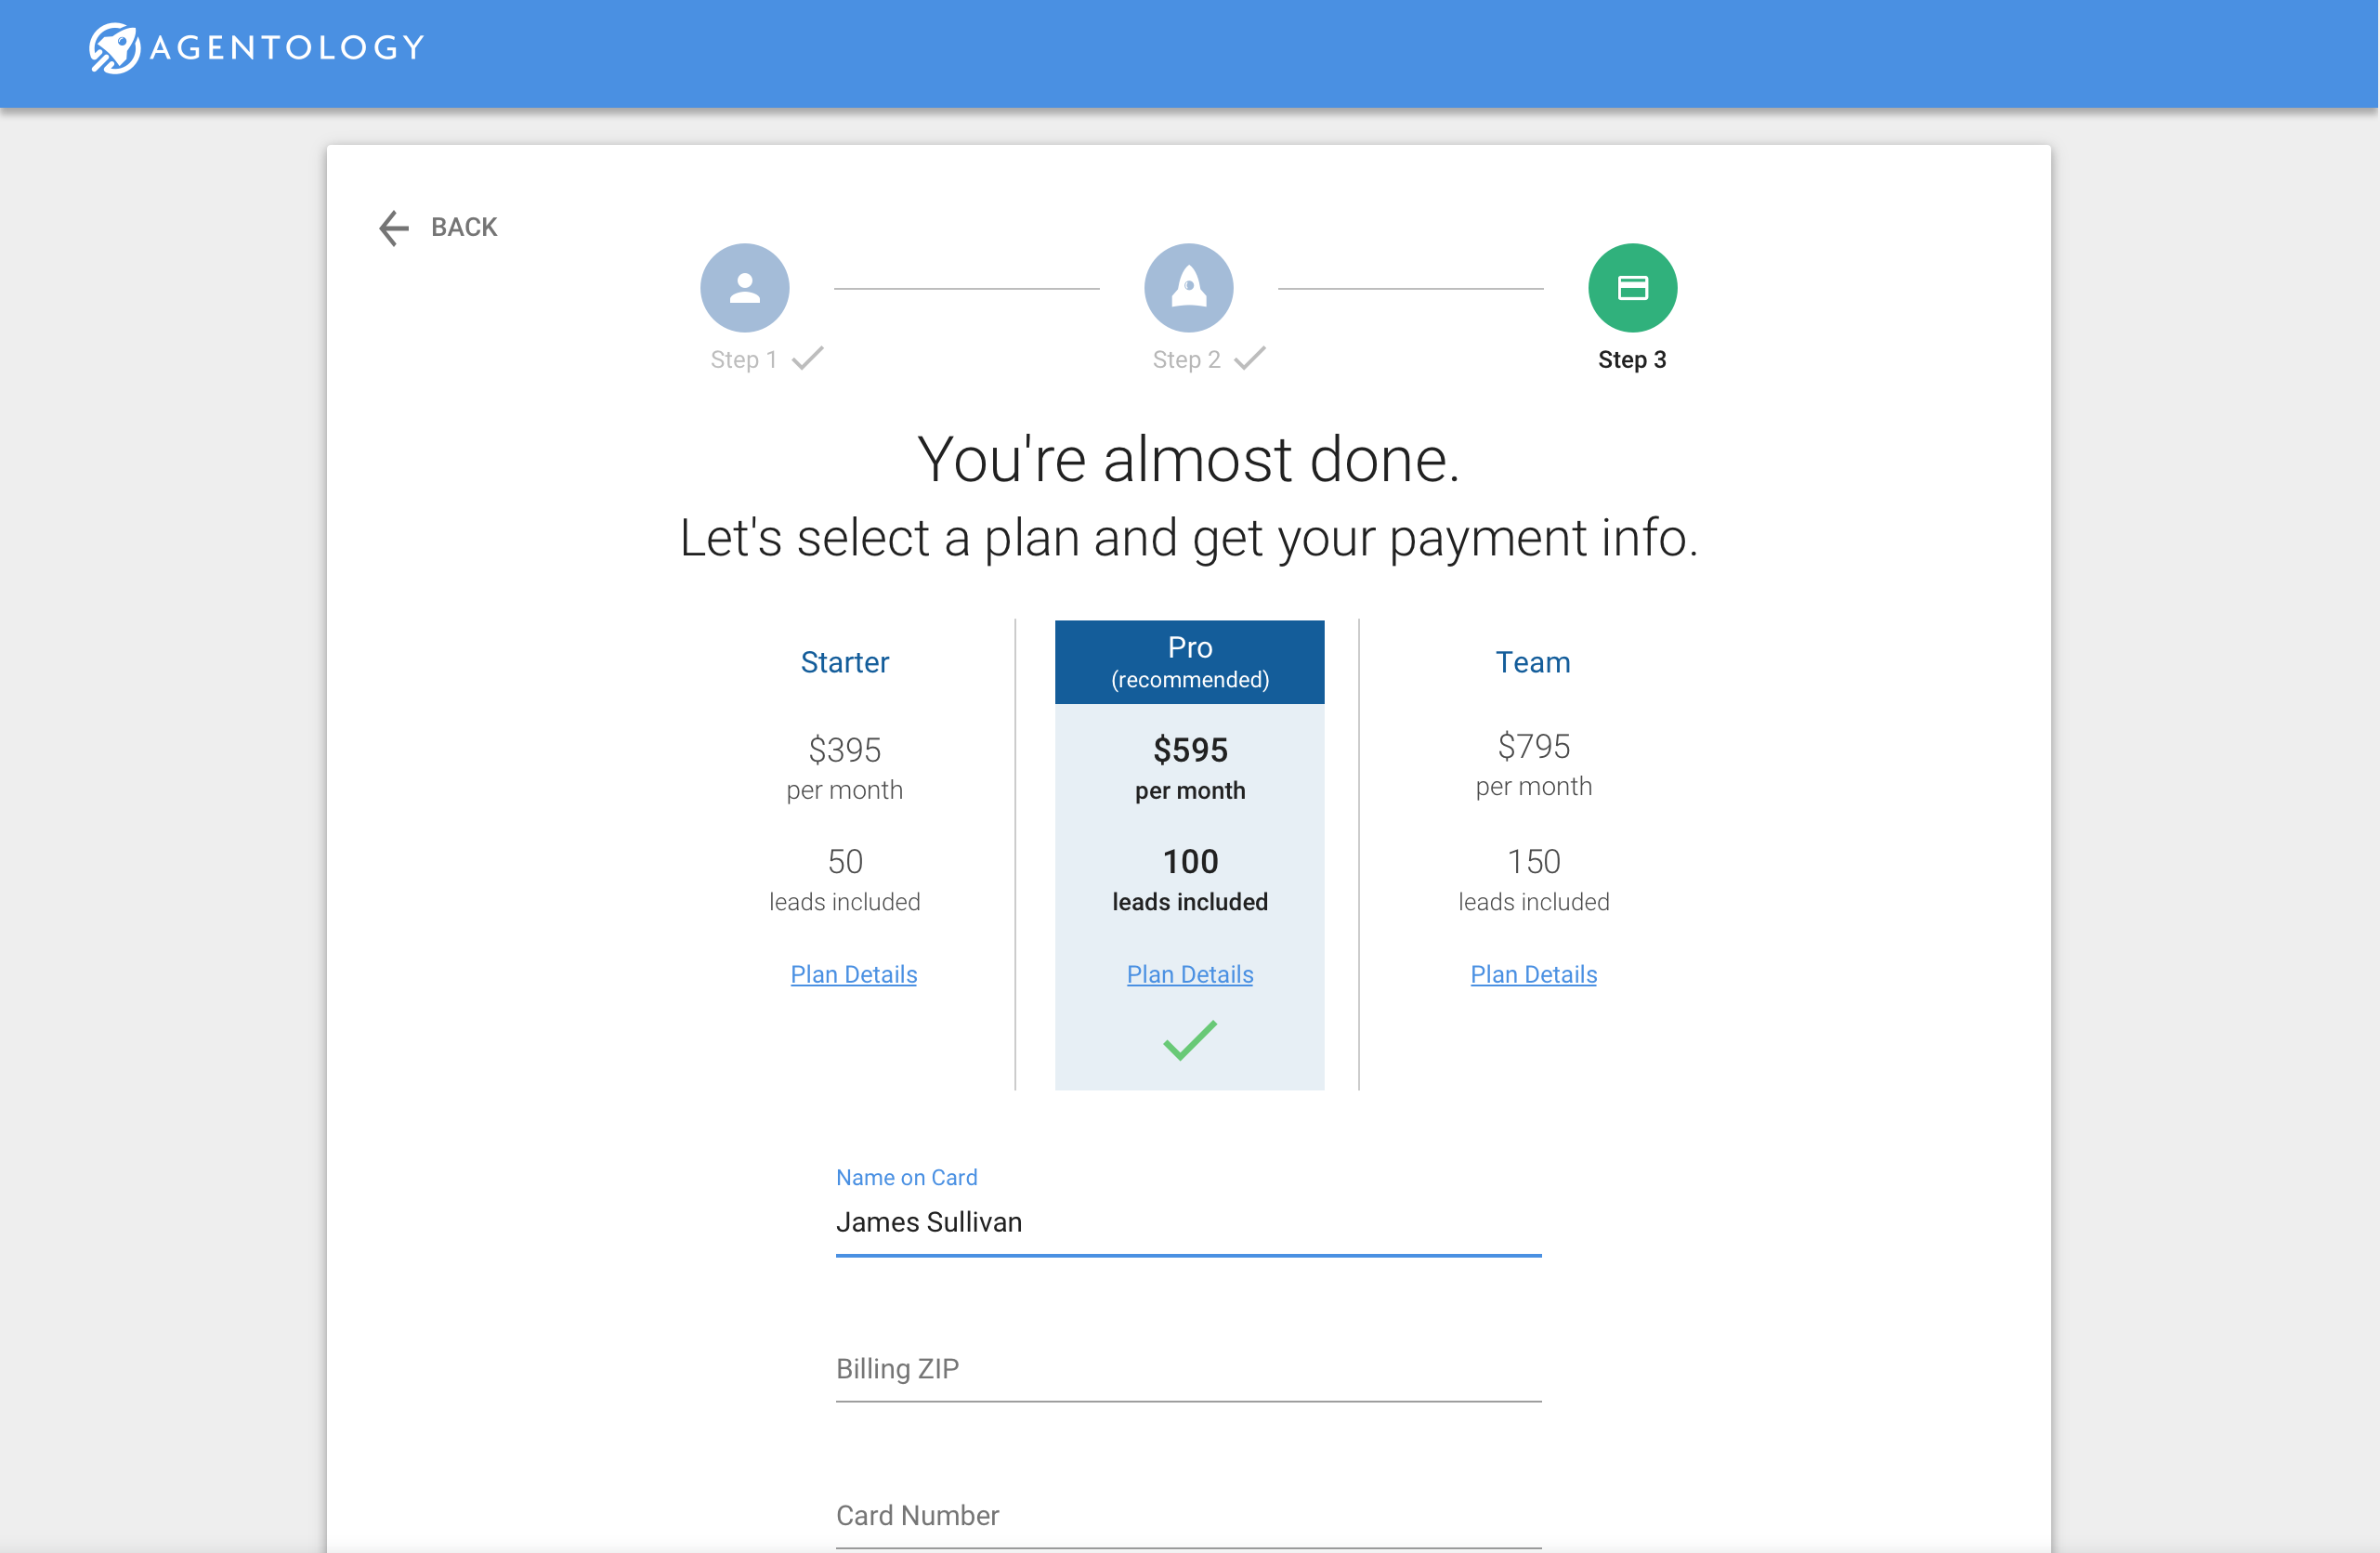 AGENTOLOGY
BACK
Step 1
Step 2
Step 3
You're almost done.
Let's select a plan and get your payment info.
Starter
$395
per month
50
leads included
Plan Details
Pro
(recommended)
$595
per month
100
leads included
Plan Details
Team
$795
per month
150
leads included
Plan Details
Name on Card
James Sullivan
Billing ZIP
Card Number